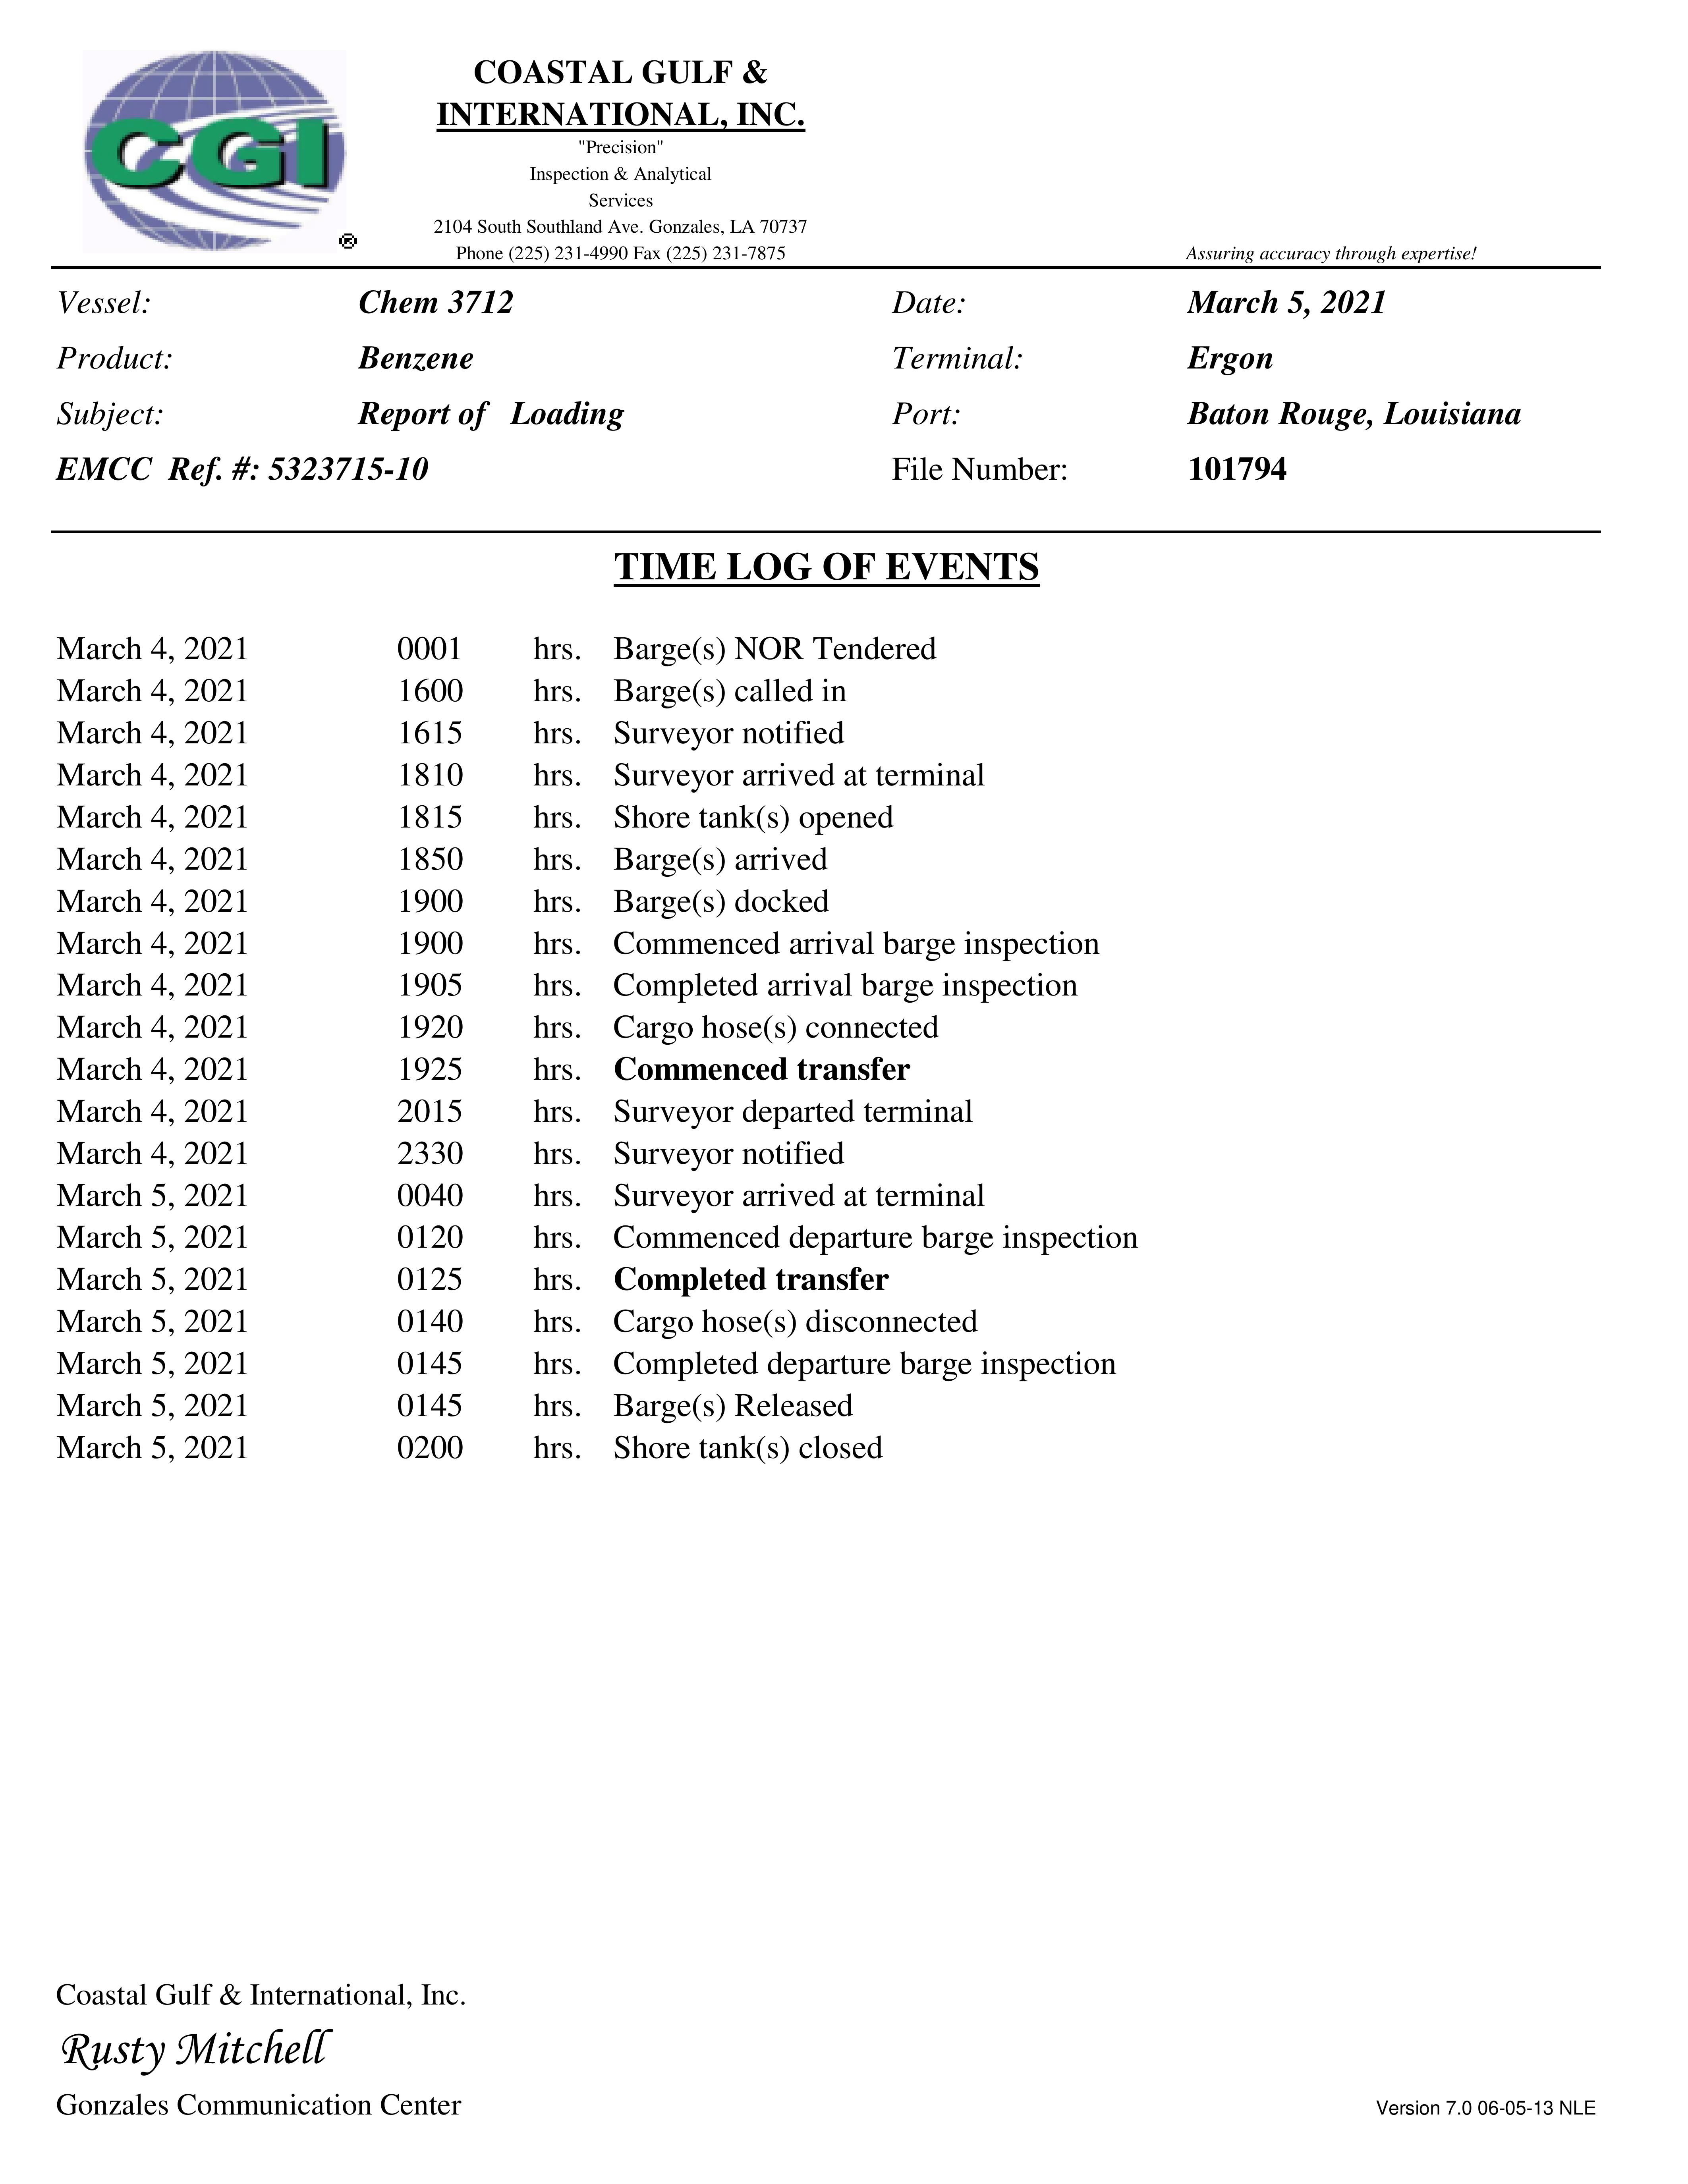 CGI
®
COASTAL GULF &
INTERNATIONAL, INC.
"Precision"
Inspection & Analytical
Services
2104 South Southland Ave. Gonzales, LA 70737
Phone (225) 231-4990 Fax (225) 231-7875
Assuring accuracy through expertise!
Vessel: Chem 3712 Date: March 5, 2021
Product: Benzene Terminal: Ergon
Subject: Report of Loading Port: Baton Rouge, Louisiana
EMCC Ref. #: 5323715-10 File Number: 101794
TIME LOG OF EVENTS
March 4, 2021 0001 hrs. Barge(s) NOR Tendered
March 4, 2021 1600 hrs. Barge(s) called in
March 4, 2021 1615 hrs. Surveyor notified
March 4, 2021 1810 hrs. Surveyor arrived at terminal
March 4, 2021 1815 hrs. Shore tank(s) opened
March 4, 2021 1850 hrs. Barge(s) arrived
March 4, 2021 1900 hrs. Barge(s) docked
March 4, 2021 1900 hrs. Commenced arrival barge inspection
March 4, 2021 1905 hrs. Completed arrival barge inspection
March 4, 2021 1920 hrs. Cargo hose(s) connected
March 4, 2021 1925 hrs. Commenced transfer
March 4, 2021 2015 hrs. Surveyor departed terminal
March 4, 2021 2330 hrs. Surveyor notified
March 5, 2021 0040 hrs. Surveyor arrived at terminal
March 5, 2021 0120 hrs. Commenced departure barge inspection
March 5, 2021 0125 hrs. Completed transfer
March 5, 2021 0140 hrs. Cargo hose(s) disconnected
March 5, 2021 0145 hrs. Completed departure barge inspection
March 5, 2021 0145 hrs. Barge(s) Released
March 5, 2021 0200 hrs. Shore tank(s) closed
Coastal Gulf & International, Inc.
Rusty Mitchell
Gonzales Communication Center
Version 7.0 06-05-13 NLE